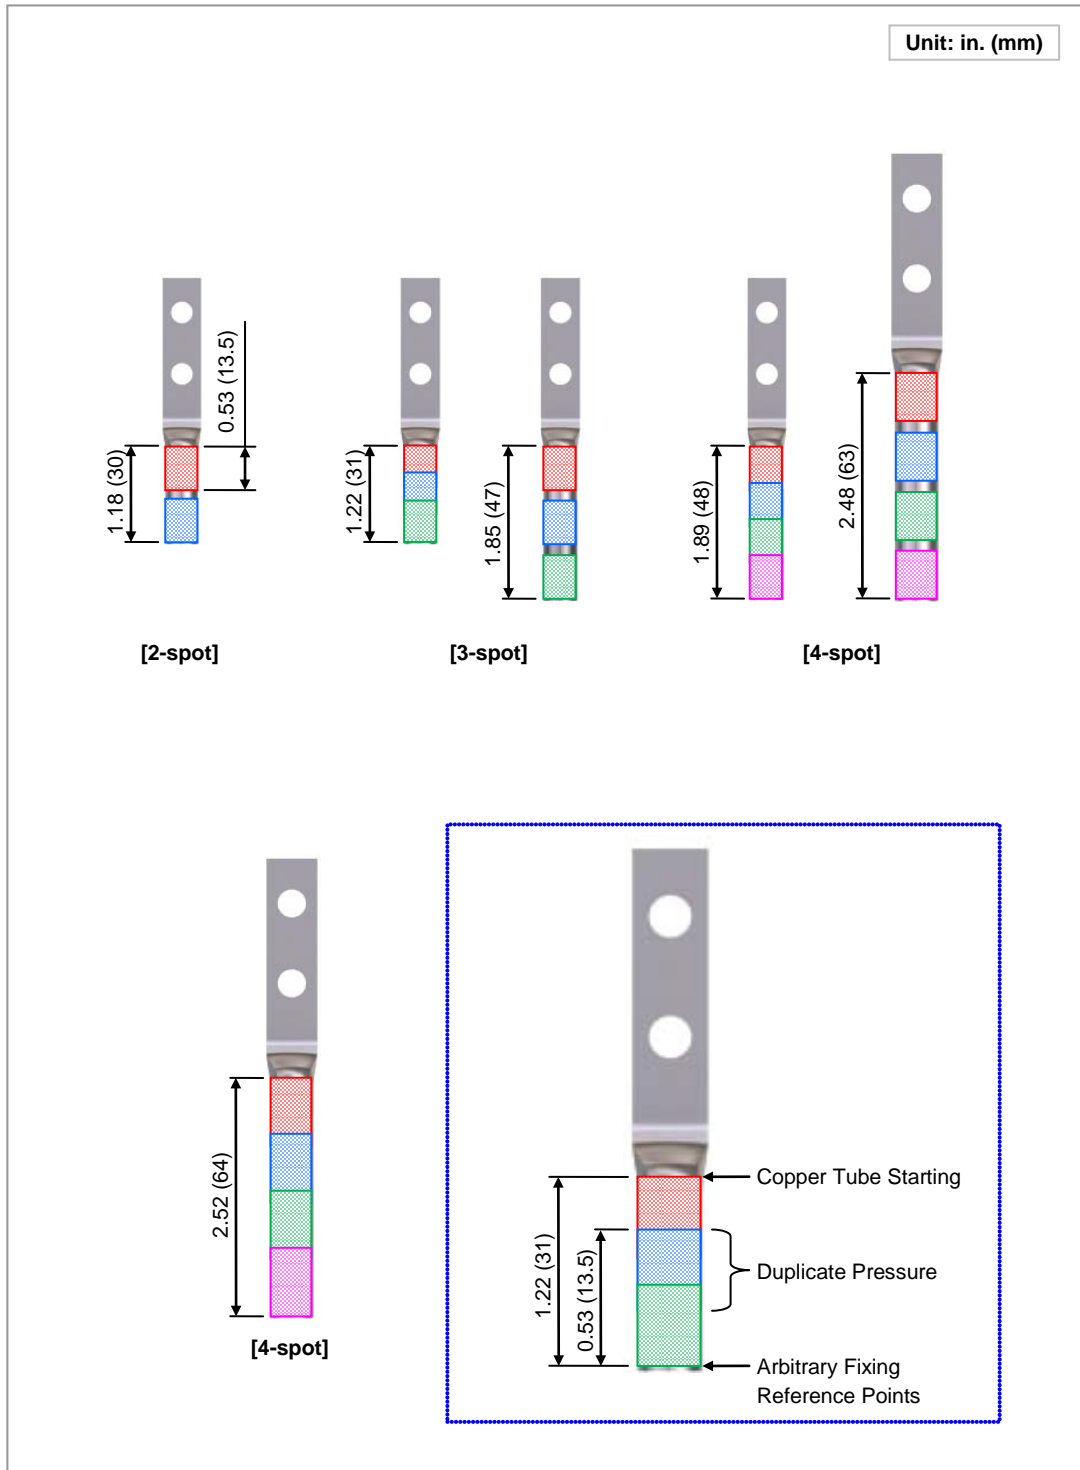 Unit: in. (mm)
0.53 (13.5)
1.18 (30)
1.22 (31)
1.85 (47)
1.89 (48)
2.48 (63)
[2-spot]
[3-spot]
[4-spot]
2.52 (64)
[4-spot]
1.22 (31)
0.53 (13.5)
Copper Tube Starting
Duplicate Pressure
Arbitrary Fixing
Reference Points